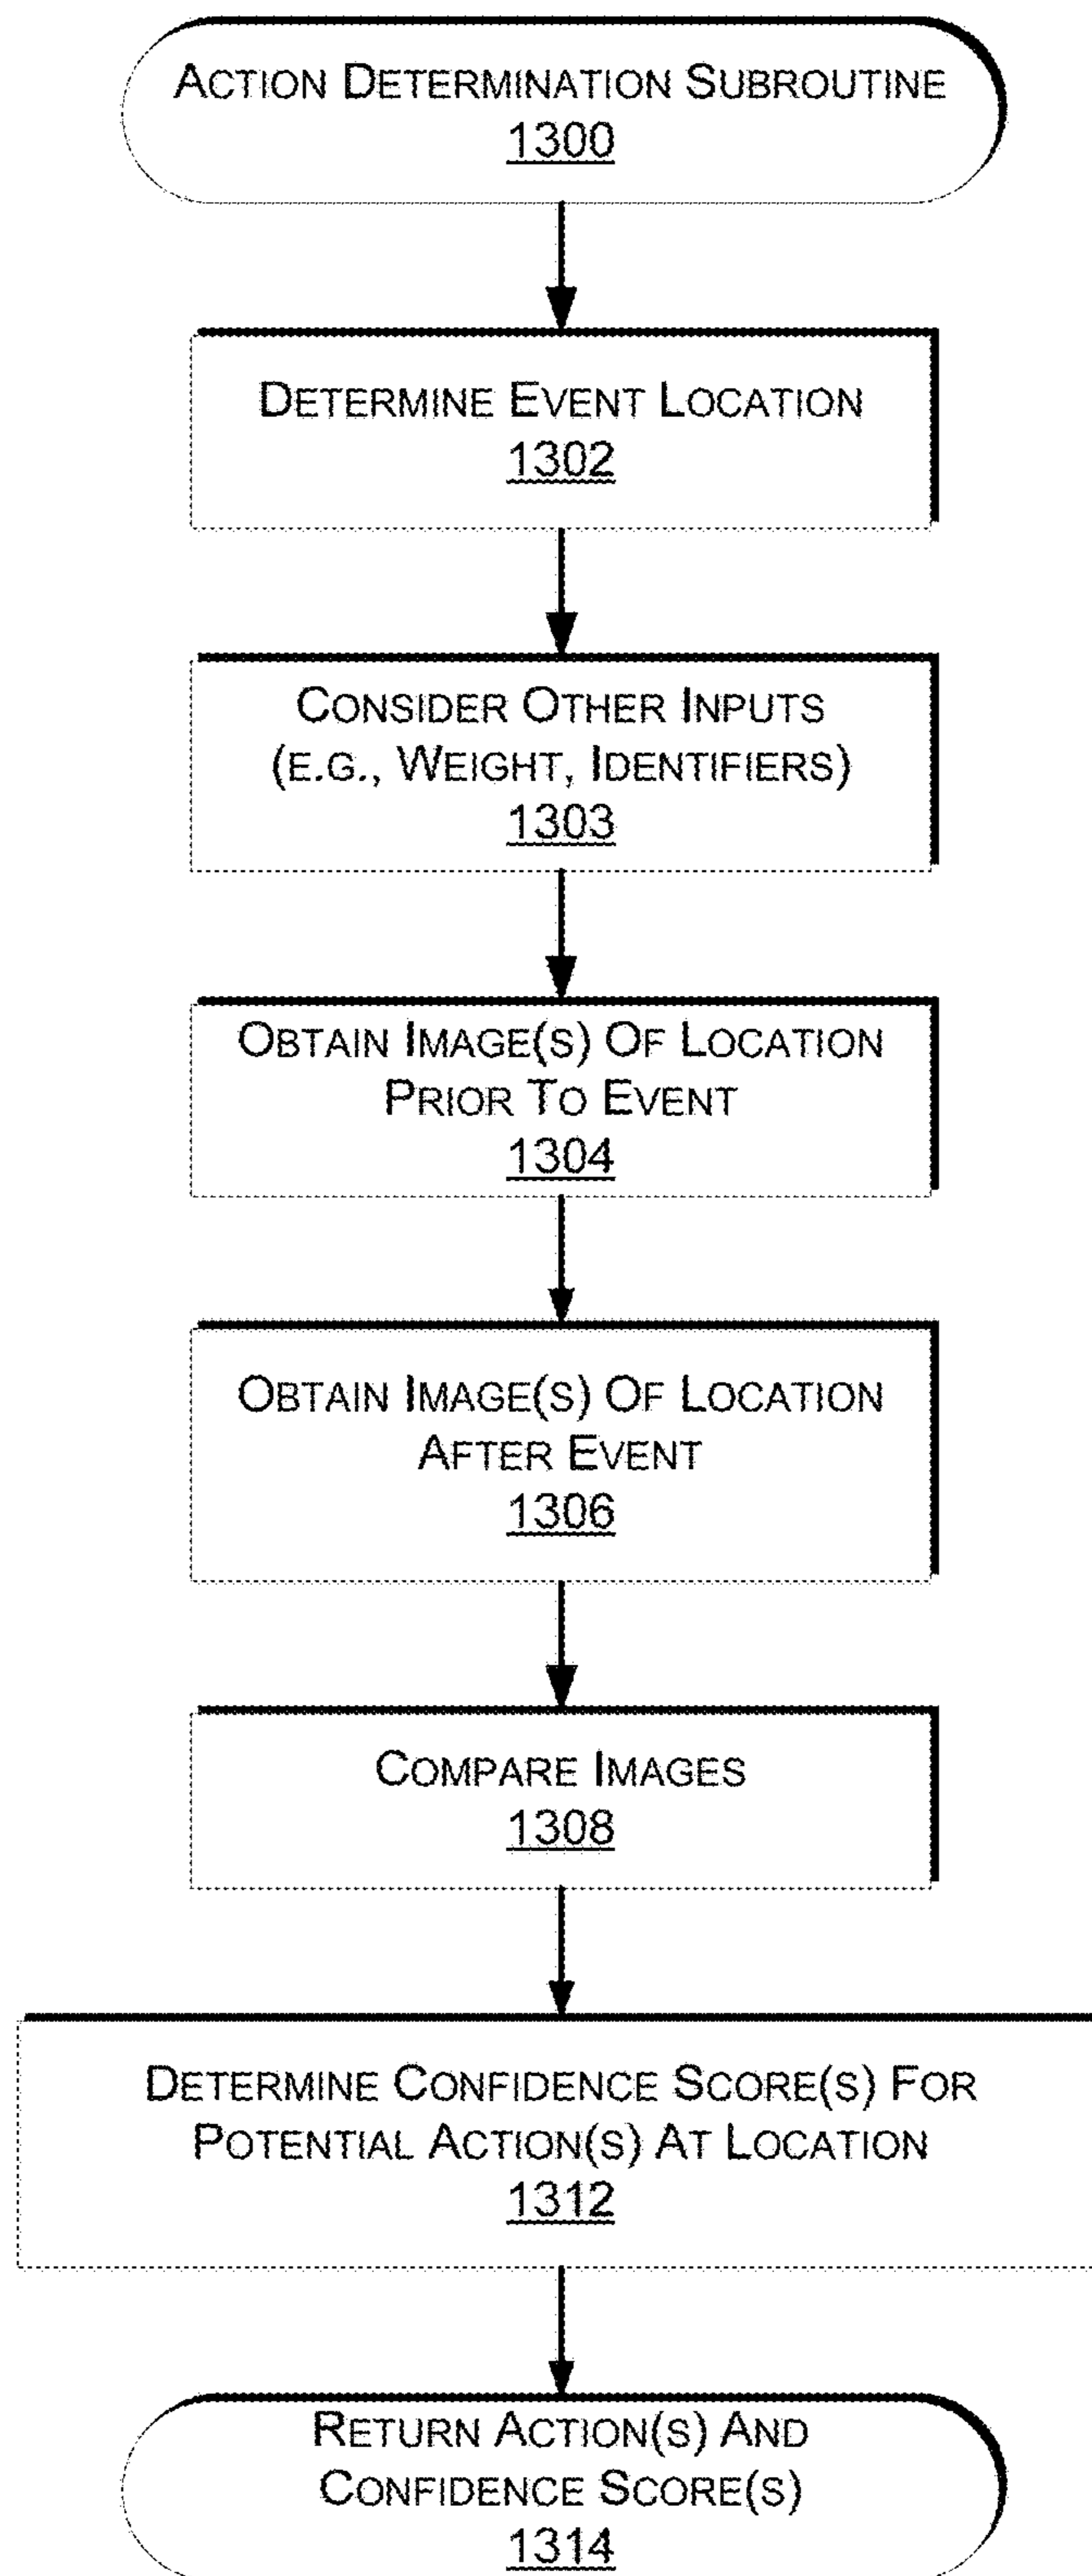 ACTION DETERMINATION SUBROUTINE
1300
DETERMINE EVENT LOCATION
1302
CONSIDER OTHER INPUTS
(E.G., WEIGHT, IDENTIFIERS)
1303
OBTAIN IMAGE(S) OF LOCATION
PRIOR TO EVENT
1304
OBTAIN IMAGE(S) OF LOCATION
AFTER EVENT
1306
COMPARE IMAGES
1308
DETERMINE CONFIDENCE SCORE(S) FOR
POTENTIAL ACTION(S) AT LOCATION
1312
RETURN ACTION(S) AND
CONFIDENCE SCORE(S)
1314